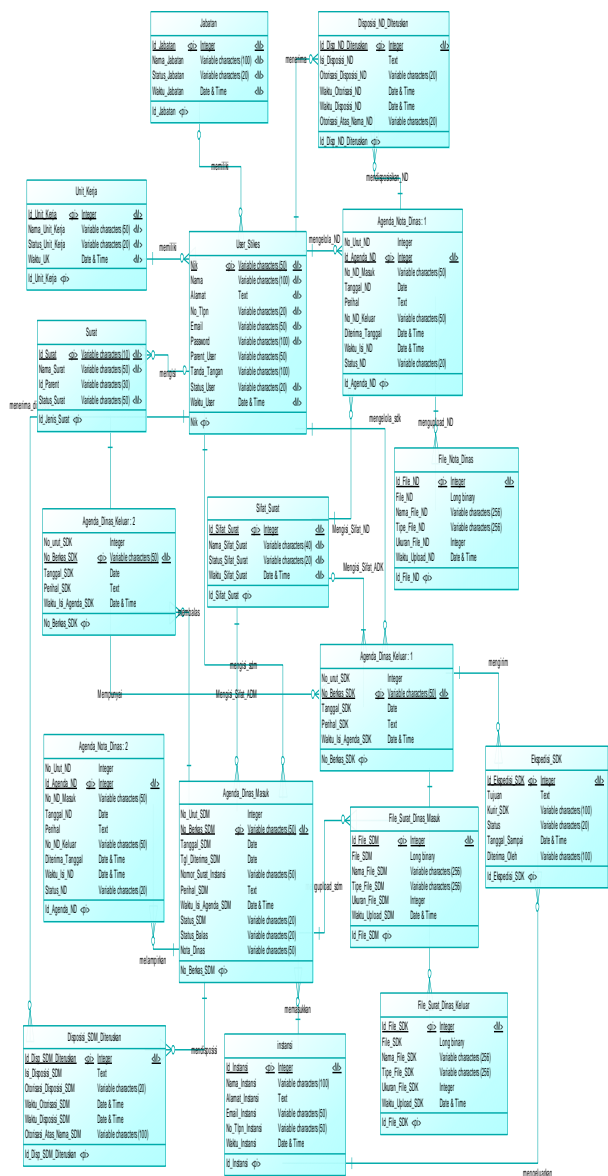 Jabatan
Id_Jabatan <pi> Integer <M>
Nama_Jabatan Variable characters (100) <M>
Status_Jabatan Variable characters (20) <M>
Waktu_Jabatan Date & Time <M>
Id_Jabatan <pi>
Disposisi_ND_Diteruskan
Id_Disp_ND_Diteruskan <pi> Integer <M>
Isi_Disposisi_ND Text
Otorisasi_Disposisi_ND Variable characters (20)
Waktu_Otorisasi_ND Date & Time
Waktu_Disposisi_ND Date & Time
Otorisasi_Atas_Nama_ND Variable characters (20)
Id_Disp_ND_Diteruskan <pi>
menerima
memiliki
mendisposisikan_ND
Unit_Kerja
Id_Unit_Kerja <pi> Integer <M>
Nama_Unit_Kerja Variable characters (50) <M>
Status_Unit_Kerja Variable characters (20) <M>
Waktu_UK Date & Time <M>
Id_Unit_Kerja <pi>
memiliki
User_Stikes
Nik <pi> Variable characters (50) <M>
Nama Variable characters (100) <M>
Alamat Text <M>
No_Tlpn Variable characters (20) <M>
Email Variable characters (50) <M>
Password Variable characters (100) <M>
Parent_User Variable characters (50)
Tanda_Tangan Variable characters (100)
Status_User Variable characters (20) <M>
Waktu_User Date & Time <M>
Nik <pi>
mengelola_ND
Agenda_Nota_Dinas : 1
No_Urut_ND Integer
Id_Agenda_ND <pi> Integer <M>
No_ND_Masuk Variable characters (50)
Tanggal_ND Date
Perihal Text
No_ND_Keluar Variable characters (50)
Diterima_Tanggal Date & Time
Waktu_Isi_ND Date & Time
Status_ND Variable characters (20)
Id_Agenda_ND <pi>
Surat
Id_Surat <pi> Variable characters (10) <M>
Nama_Surat Variable characters (50) <M>
Id_Parent Variable characters (30)
Status_Surat Variable characters (50) <M>
Id_Jenis_Surat <pi>
mengisi
menerima_di
mengelola_sdk
mengupload_ND
File_Nota_Dinas
Id_File_ND <pi> Integer <M>
File_ND Long binary
Nama_File_ND Variable characters (256)
Tipe_File_ND Variable characters (256)
Ukuran_File_ND Integer
Waktu_Upload_ND Date & Time
Id_File_ND <pi>
Agenda_Dinas_Keluar : 2
No_urut_SDK Integer
No_Berkas_SDK <pi> Variable characters (50) <M>
Tanggal_SDK Date
Perihal_SDK Text
Waktu_Isi_Agenda_SDK Date & Time
No_Berkas_SDK <pi>
Sifat_Surat
Id_Sifat_Surat <pi> Integer <M>
Nama_Sifat_Surat Variable characters (40) <M>
Status_Sifat_Surat Variable characters (20) <M>
Waktu_Sifat_Surat Date & Time <M>
Id_Sifat_Surat <pi>
Mengisi_Sifat_ND
Mengisi_Sifat_ADK
membalas
Agenda_Dinas_Keluar : 1
No_urut_SDK Integer
No_Berkas_SDK <pi> Variable characters (50) <M>
Tanggal_SDK Date
Perihal_SDK Text
Waktu_Isi_Agenda_SDK Date & Time
No_Berkas_SDK <pi>
mengisi_sdm
Mempunyai
Mengisi_Sifat_ADM
mengirim
Agenda_Nota_Dinas : 2
No_Urut_ND Integer
Id_Agenda_ND <pi> Integer <M>
No_ND_Masuk Variable characters (50)
Tanggal_ND Date
Perihal Text
No_ND_Keluar Variable characters (50)
Diterima_Tanggal Date & Time
Waktu_Isi_ND Date & Time
Status_ND Variable characters (20)
Id_Agenda_ND <pi>
Agenda_Dinas_Masuk
No_Urut_SDM Integer
No_Berkas_SDM <pi> Variable characters (50) <M>
Tanggal_SDM Date
Tgl_Diterima_SDM Date
Nomor_Surat_Instansi Variable characters (50)
Perihal_SDM Text
Waktu_Isi_Agenda_SDM Date & Time
Status_SDM Variable characters (20)
Status_Balas Variable characters (20)
Nota_Dinas Variable characters (50)
No_Berkas_SDM <pi>
gupload_sdm
File_Surat_Dinas_Masuk
Id_File_SDM <pi> Integer <M>
File_SDM Long binary
Nama_File_SDM Variable characters (256)
Tipe_File_SDM Variable characters (256)
Ukuran_File_SDM Integer
Waktu_Upload_SDM Date & Time
Id_File_SDM <pi>
Ekspedisi_SDK
Id_Ekspedisi_SDK <pi> Integer <M>
Tujuan Text
Kurir_SDK Variable characters (100)
Status Variable characters (20)
Tanggal_Sampai Date & Time
Diterima_Oleh Variable characters (100)
Id_Ekspedisi_SDK <pi>
melampirkan
memasukkan
mendisposisi
Disposisi_SDM_Diteruskan
Id_Disp_SDM_Diteruskan <pi> Integer <M>
Isi_Disposisi_SDM Text
Otorisasi_Disposisi_SDM Variable characters (20)
Waktu_Otorisasi_SDM Date & Time
Waktu_Disposisi_SDM Date & Time
Otorisasi_Atas_Nama_SDM Variable characters (100)
Id_Disp_SDM_Diteruskan <pi>
instansi
Id_Instansi <pi> Integer <M>
Nama_Instansi Variable characters (100)
Alamat_Instansi Text
Email_Instansi Variable characters (50)
No_Tlpn_Instansi Variable characters (50)
Waktu_Instansi Date & Time
Id_Instansi <pi>
File_Surat_Dinas_Keluar
Id_File_SDK <pi> Integer <M>
File_SDK Long binary
Nama_File_SDK Variable characters (256)
Tipe_File_SDK Variable characters (256)
Ukuran_File_SDK Integer
Waktu_Upload_SDK Date & Time
Id_File_SDK <pi>
mengeluarkan